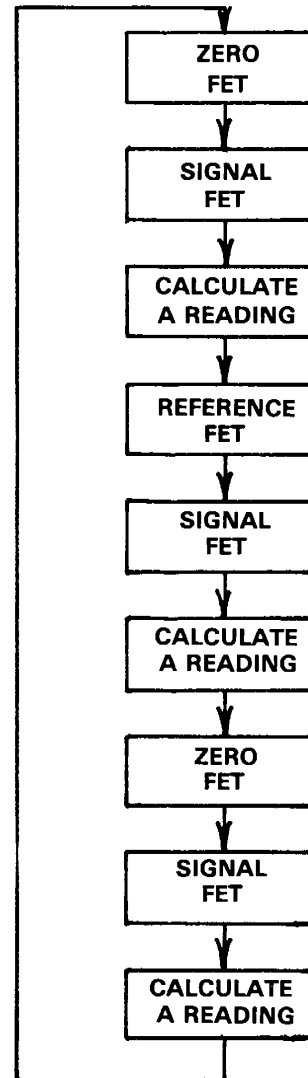 ZERO
FET
SIGNAL
FET
CALCULATE
A READING
REFERENCE
FET
SIGNAL
FET
CALCULATE
A READING
ZERO
FET
SIGNAL
FET
CALCULATE
A READING